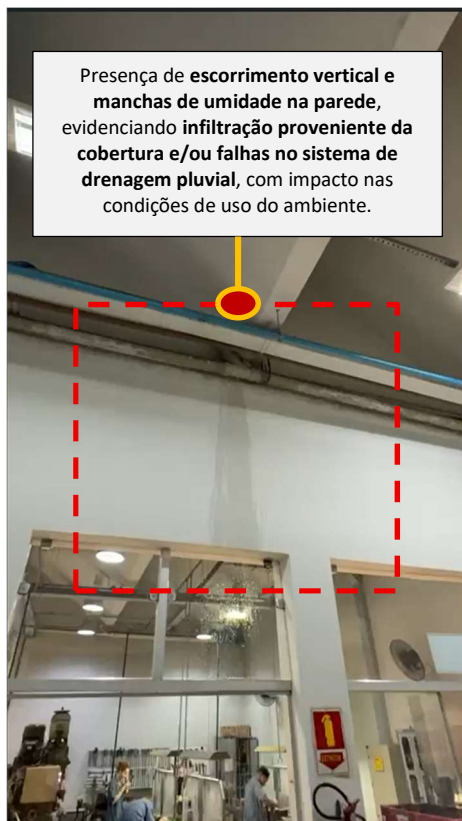 Presença de escorrimento vertical e
manchas de umidade na parede,
evidenciando infiltração proveniente da
cobertura e/ou falhas no sistema de
drenagem pluvial, com impacto nas
condições de uso do ambiente.